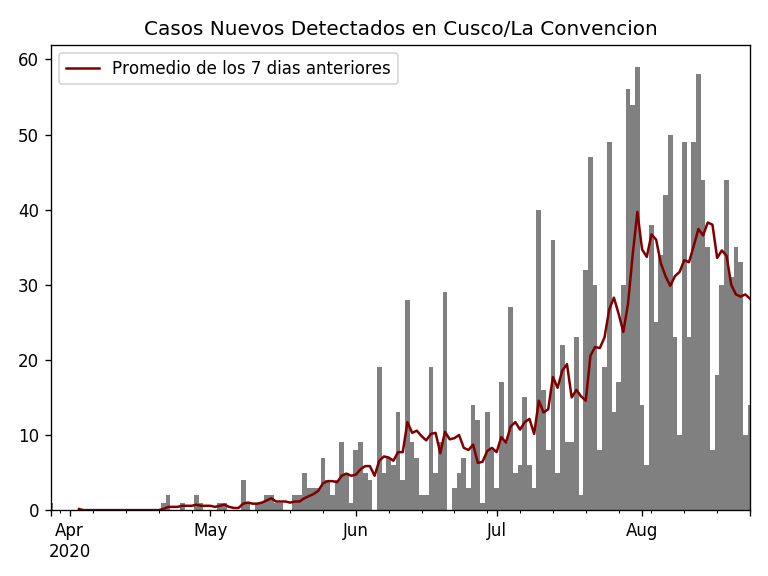 Casos Nuevos Detectados en Cusco/La Convencion
Promedio de los 7 dias anteriores
60
50
40
30
20
10
0
Apr
2020
May
Jun
Jul
Aug